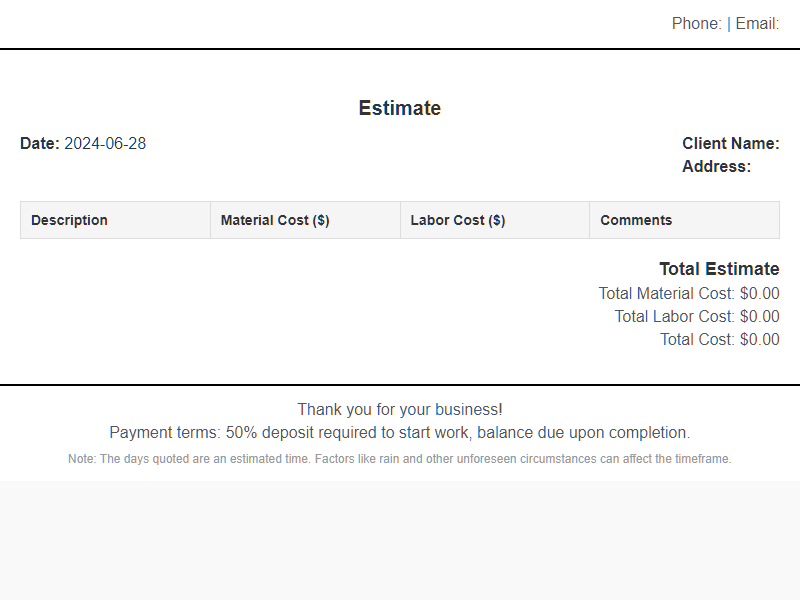 Phone: | Email:
Estimate
Date: 2024-06-28
Client Name:
Address:
Description Material Cost ($) Labor Cost ($) Comments
Total Estimate
Total Material Cost: $0.00
Total Labor Cost: $0.00
Total Cost: $0.00
Thank you for your business!
Payment terms: 50% deposit required to start work, balance due upon completion.
Note: The days quoted are an estimated time. Factors like rain and other unforeseen circumstances can affect the timeframe.